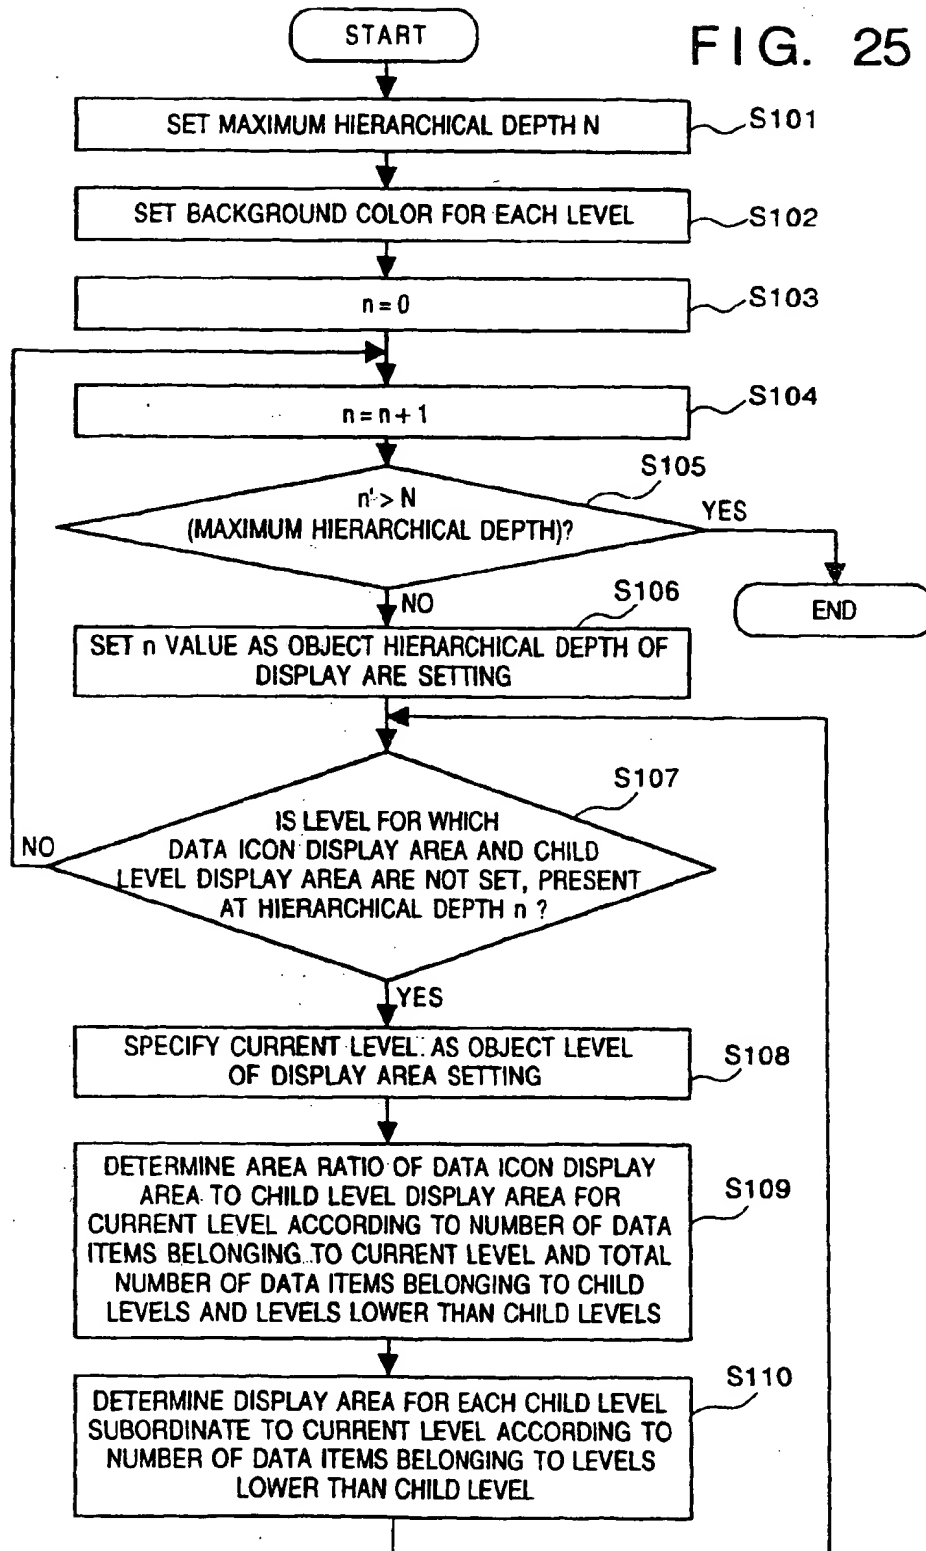 START
FIG. 25
SET MAXIMUM HIERARCHICAL DEPTH N
S101
SET BACKGROUND COLOR FOR EACH LEVEL
S102
n = 0
S103
n = n + 1
S104
S105
n' > N
(MAXIMUM HIERARCHICAL DEPTH)?
YES
NO
END
S106
SET n VALUE AS OBJECT HIERARCHICAL DEPTH OF
DISPLAY ARE SETTING
S107
IS LEVEL FOR WHICH
DATA ICON DISPLAY AREA AND CHILD
LEVEL DISPLAY AREA ARE NOT SET, PRESENT
AT HIERARCHICAL DEPTH n ?
NO
YES
SPECIFY CURRENT LEVEL AS OBJECT LEVEL
OF DISPLAY AREA SETTING
S108
DETERMINE AREA RATIO OF DATA ICON DISPLAY
AREA TO CHILD LEVEL DISPLAY AREA FOR
CURRENT LEVEL ACCORDING TO NUMBER OF DATA
ITEMS BELONGING TO CURRENT LEVEL AND TOTAL
NUMBER OF DATA ITEMS BELONGING TO CHILD
LEVELS AND LEVELS LOWER THAN CHILD LEVELS
S109
DETERMINE DISPLAY AREA FOR EACH CHILD LEVEL
SUBORDINATE TO CURRENT LEVEL ACCORDING TO
NUMBER OF DATA ITEMS BELONGING TO LEVELS
LOWER THAN CHILD LEVEL
S110